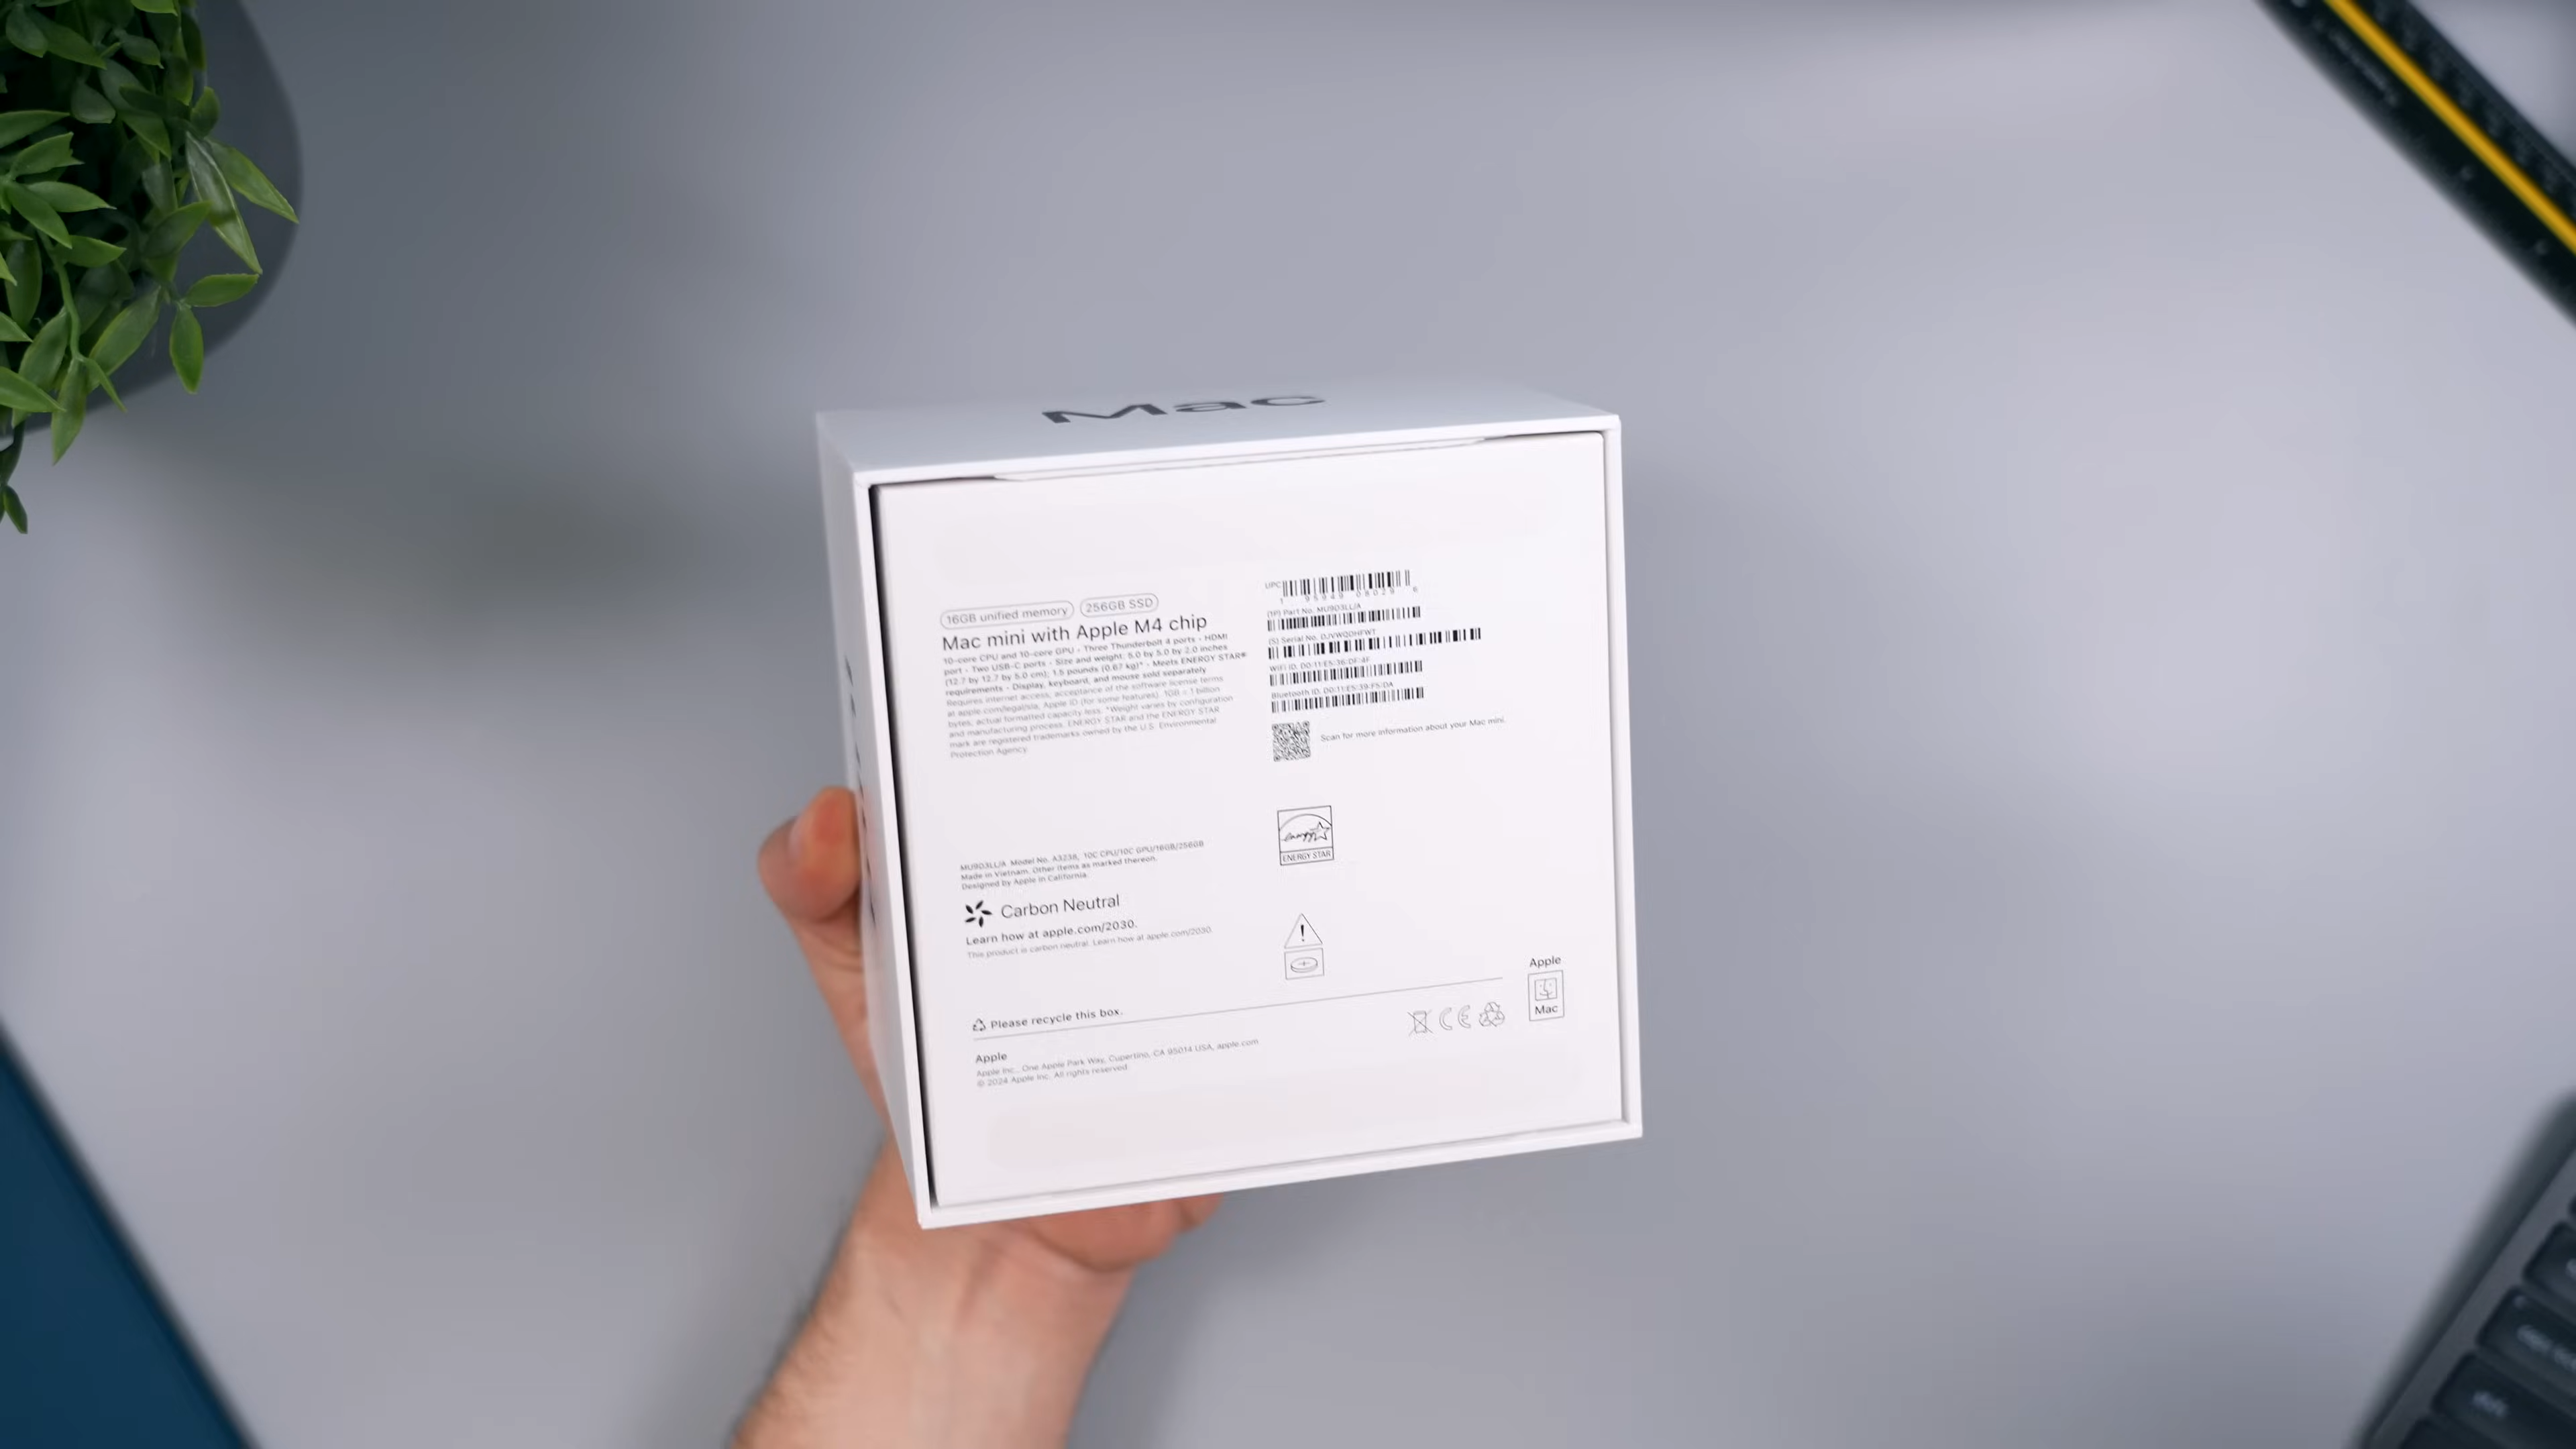 Mac
16GB unified memory 256GB SSD
Mac mini with Apple M4 chip
10-core CPU and 10-core GPU - Three Thunderbolt 4 ports - HDMI
port - Two USB-C ports - Size and weight: 5.0 by 5.0 by 2.0 inches
(12.7 by 12.7 by 5.0 cm); 1.5 pounds (0.67 kg)* - Meets ENERGY STAR®
requirements - Display, keyboard, and mouse sold separately
Requires internet access, acceptance of the software license terms
at apple.com/legal/sla, Apple ID (for some features). 1GB = 1 billion
bytes; actual formatted capacity less. *Weight varies by configuration
and manufacturing process. ENERGY STAR and the ENERGY STAR
mark are registered trademarks owned by the U.S. Environmental
Protection Agency.
UPC
1 95949 08029 6
(1P) Part No. MU9D3LL/A
(S) Serial No.
WiFi ID.
Bluetooth ID.
Scan for more information about your Mac mini.
energy
ENERGY STAR
MU9D3LL/A Model No. A3238, 10C CPU/10C GPU/16GB/256GB
Made in Vietnam. Other items as marked thereon.
Designed by Apple in California.
Carbon Neutral
Learn how at apple.com/2030.
This product is carbon neutral. Learn how at apple.com/2030.
Please recycle this box.
CE
Apple
Mac
Apple
Apple Inc., One Apple Park Way, Cupertino, CA 95014 USA, apple.com
© 2024 Apple Inc. All rights reserved.